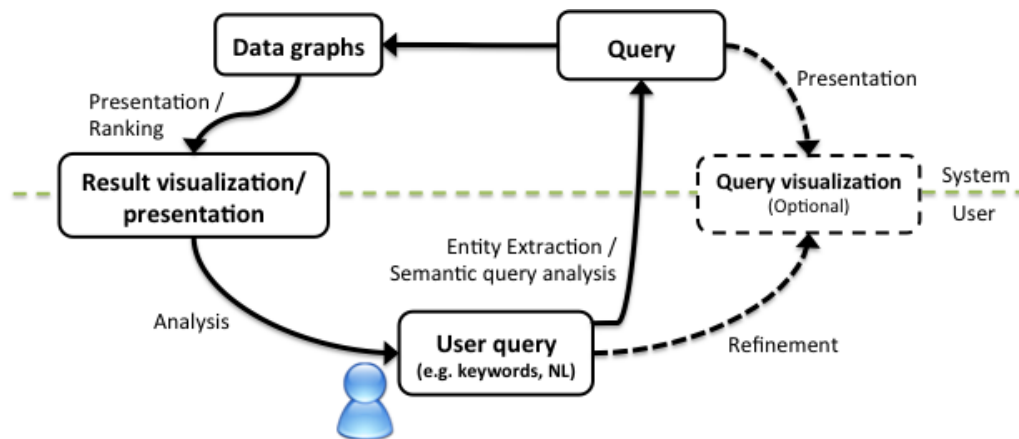 Data graphs
Query
Presentation /
Ranking
Presentation
Result visualization/
presentation
Query visualization
(Optional)
System
User
Entity Extraction /
Semantic query analysis
Analysis
User query
(e.g. keywords, NL)
Refinement